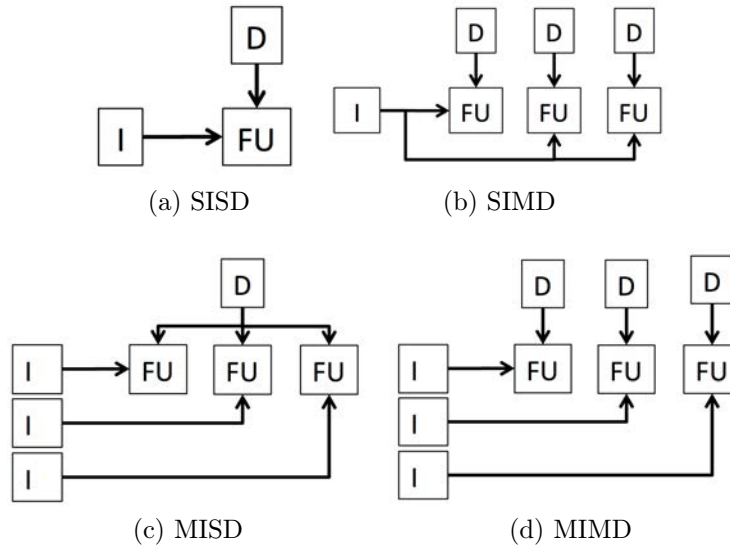 D
D D D
I FU
I FU FU FU
(a) SISD
(b) SIMD
D
D D D
I FU FU FU
I FU FU FU
I
I
I
I
(c) MISD
(d) MIMD